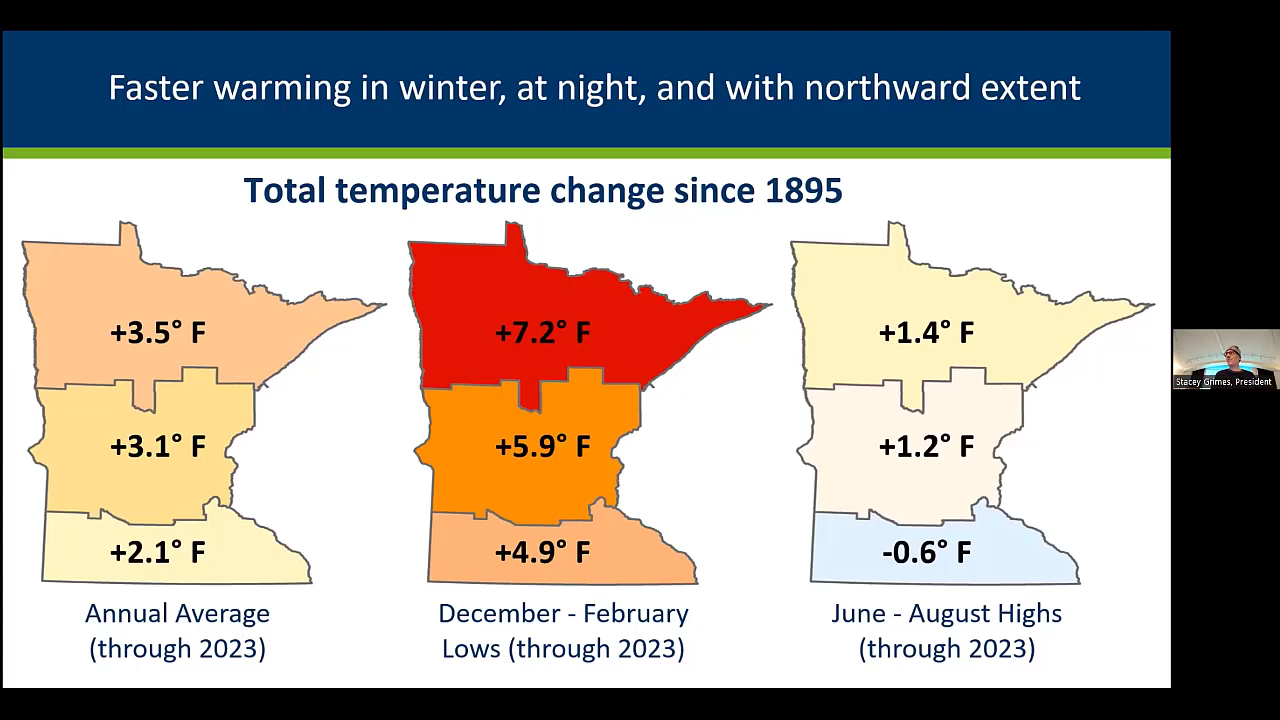 Faster warming in winter, at night, and with northward extent
Total temperature change since 1895
+3.5° F
+3.1° F
+2.1° F
Annual Average
(through 2023)
+7.2° F
+5.9° F
+4.9° F
December - February
Lows (through 2023)
+1.4° F
+1.2° F
-0.6° F
June - August Highs
(through 2023)
Stacey Grimes, President